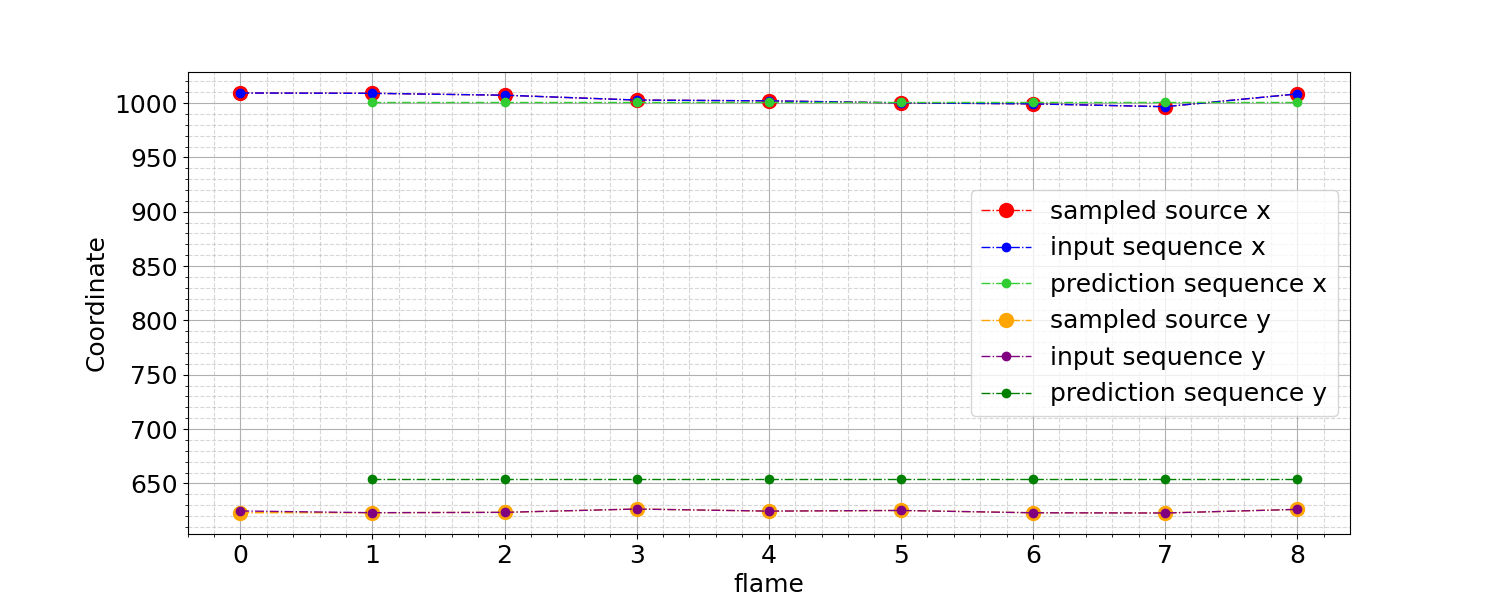 1000
950
900
850
800
750
700
650
Coordinate
sampled source x
input sequence x
prediction sequence x
sampled source y
input sequence y
prediction sequence y
0 1 2 3 4 5 6 7 8
flame